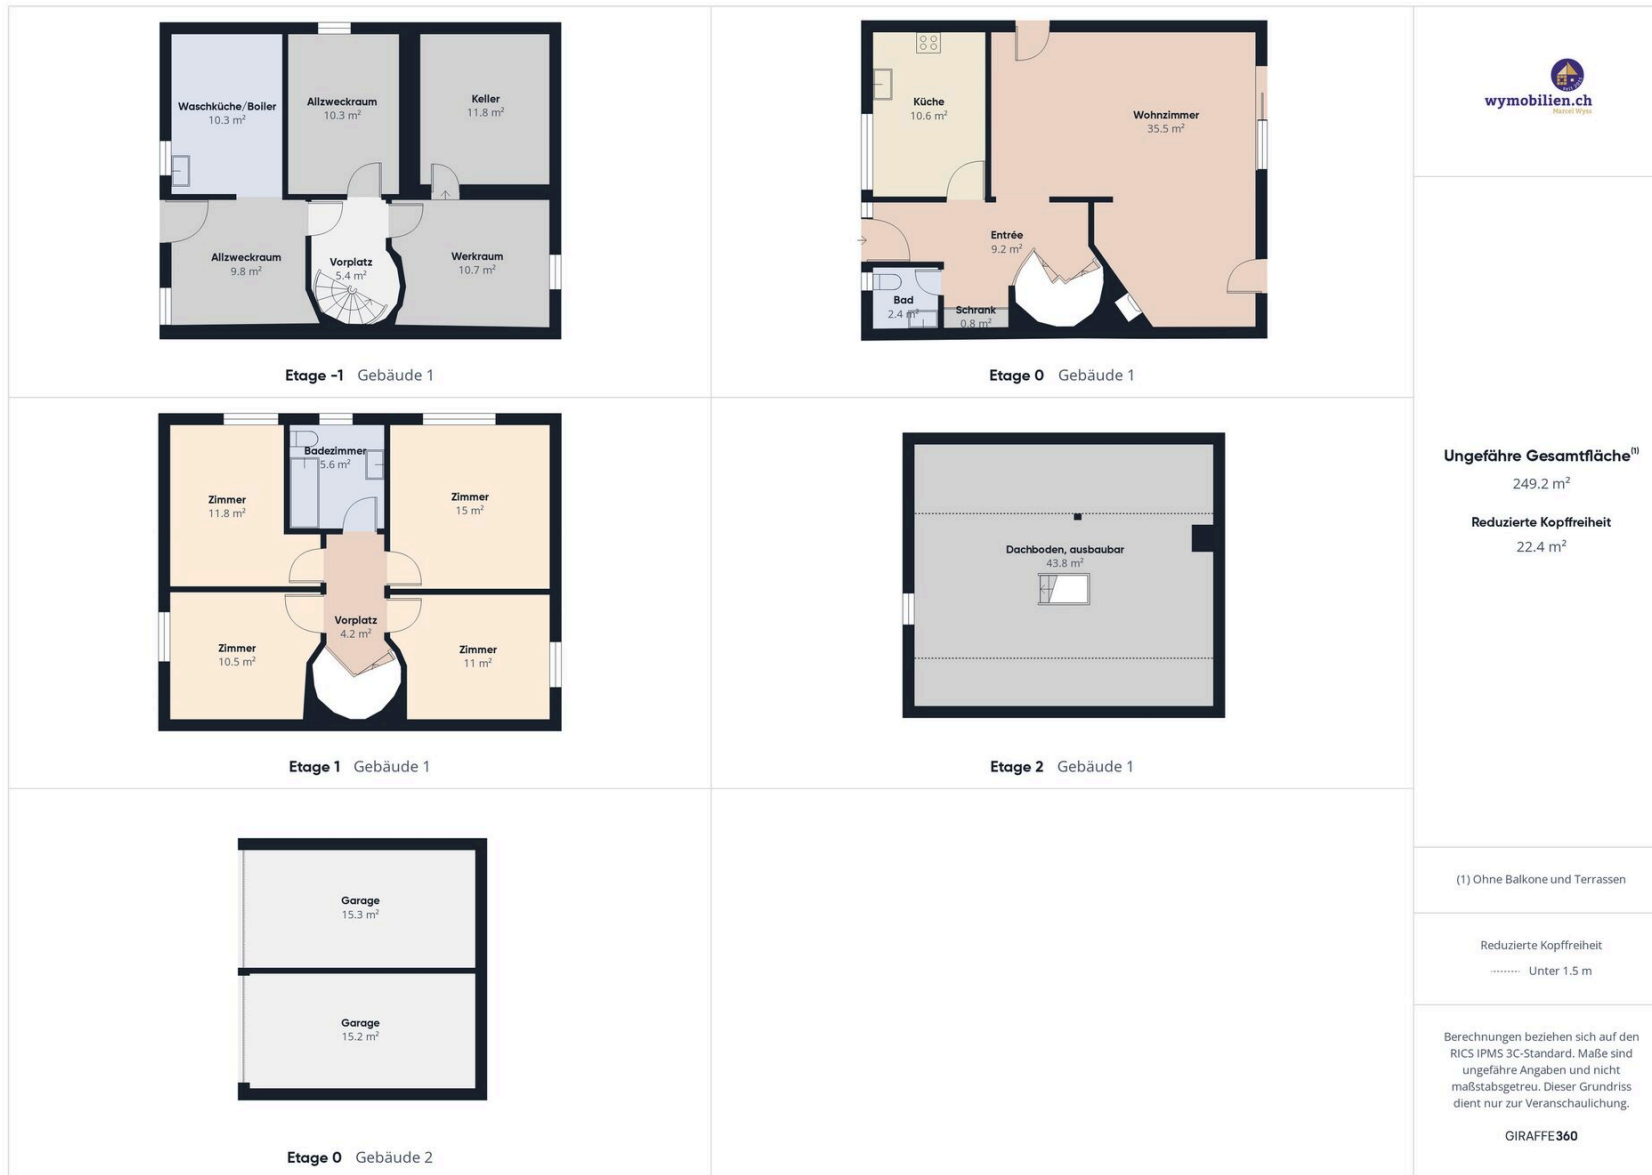 Waschküche/Boiler
10.3 m²
Allzweckraum
10.3 m²
Keller
11.8 m²
Allzweckraum
9.8 m²
Vorplatz
5.4 m²
Werkraum
10.7 m²
Etage -1 Gebäude 1
Küche
10.6 m²
Wohnzimmer
35.5 m²
Entrée
9.2 m²
Bad
2.4 m²
Schrank
0.8 m²
Etage 0 Gebäude 1
Zimmer
11.8 m²
Badezimmer
5.6 m²
Zimmer
15 m²
Zimmer
10.5 m²
Vorplatz
4.2 m²
Zimmer
11 m²
Etage 1 Gebäude 1
Dachboden, ausbaubar
43.8 m²
Etage 2 Gebäude 1
Garage
15.3 m²
Garage
15.2 m²
Etage 0 Gebäude 2
wymobilien.ch
Marcel Wyss
Ungefähre Gesamtfläche(1)
249.2 m²
Reduzierte Kopffreiheit
22.4 m²
(1) Ohne Balkone und Terrassen
Reduzierte Kopffreiheit
Unter 1.5 m
Berechnungen beziehen sich auf den
RICS IPMS 3C-Standard. Maße sind
ungefähre Angaben und nicht
maßstabsgetreu. Dieser Grundriss
dient nur zur Veranschaulichung.
GIRAFFE360